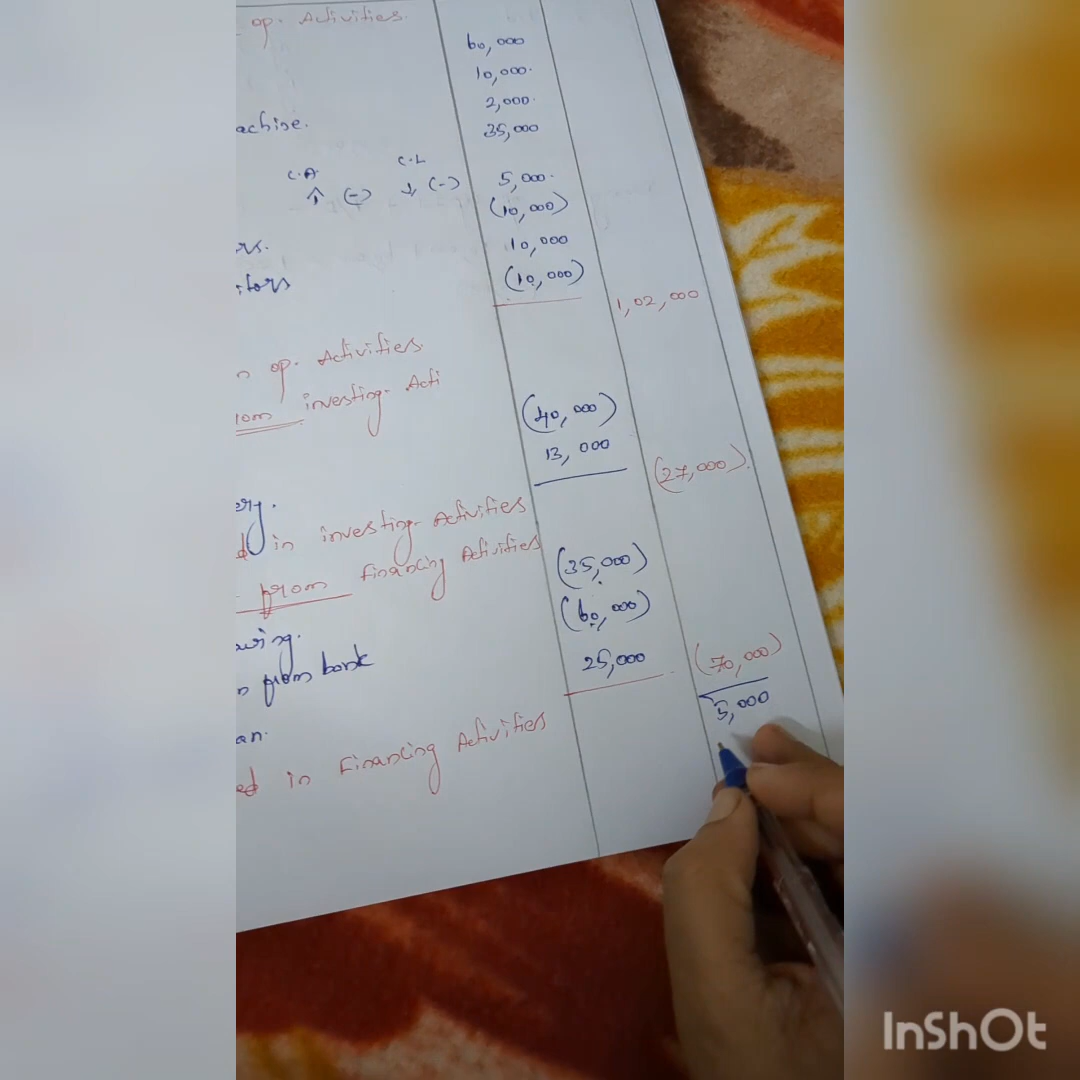 op. Activities.
60,000
10,000.
2,000.
achine. 35,000
C.A. C.L
↑ (-) ↓ (-) 5,000.
(10,000)
rs. 10,000
itors (10,000)
1,02,000
n op. Activities.
rom investing Acti
(40,000)
13,000
ery. (27,000).
d in investing Activities
from Financing Activities (35,000)
wing. (60,000)
n from bank 25,000 (70,000)
an. 5,000
ed in Financing Activities
InShOt